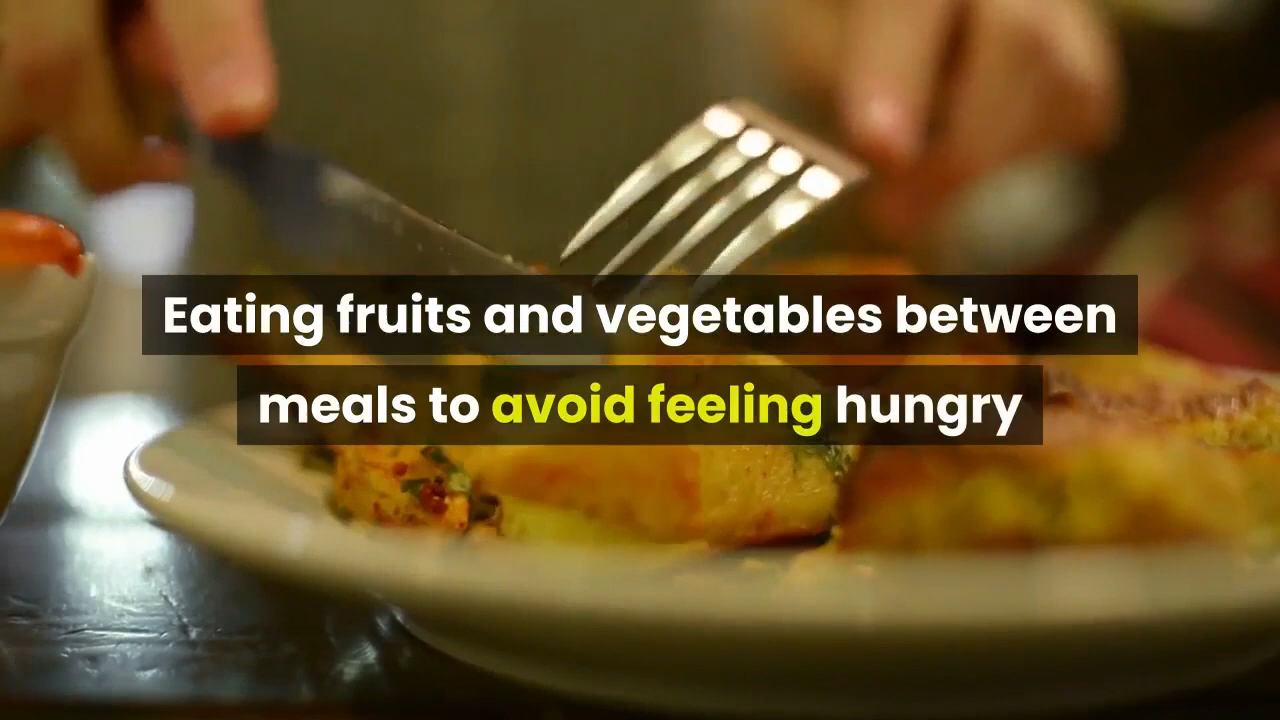 Eating fruits and vegetables between
meals to avoid feeling hungry